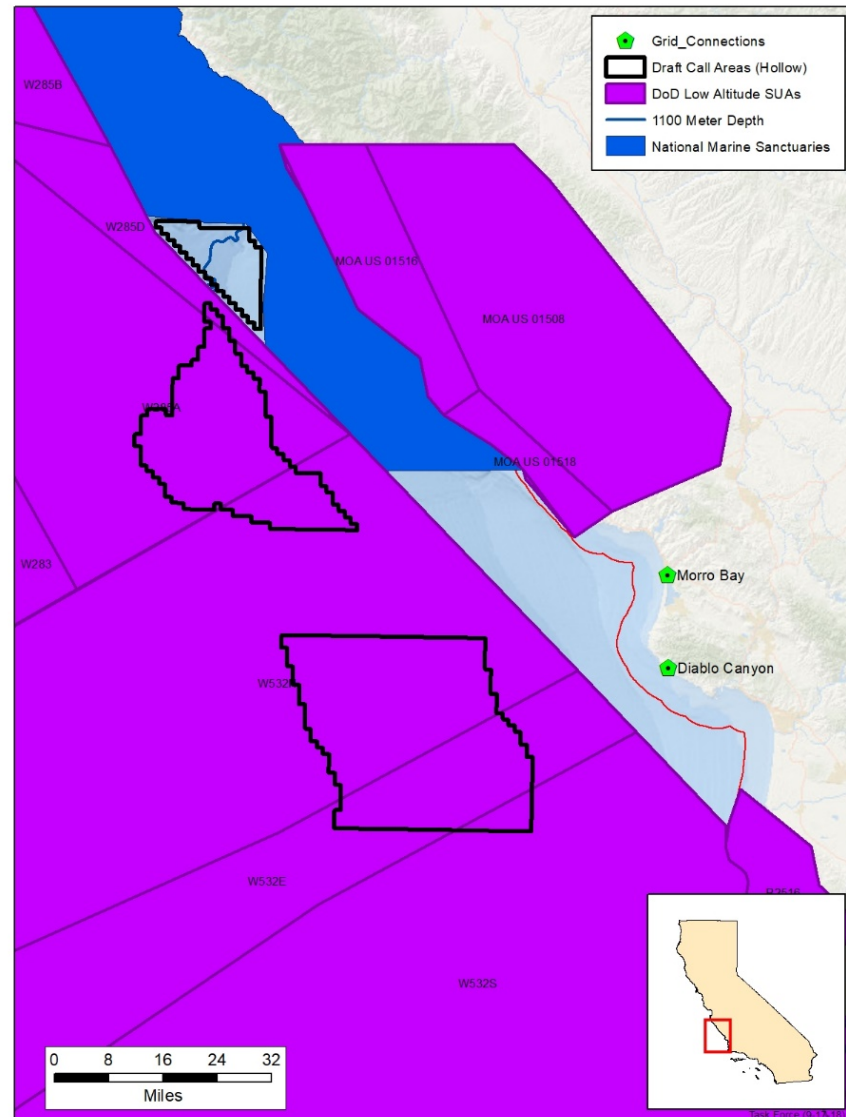 Grid_Connections
Draft Call Areas (Hollow)
DoD Low Altitude SUAs
1100 Meter Depth
National Marine Sanctuaries
W285B
W285D
MOA US 01516
MOA US 01508
W285A
MOA US 01518
W283
Morro Bay
Diablo Canyon
W532E
W532S
0 8 16 24 32
Miles